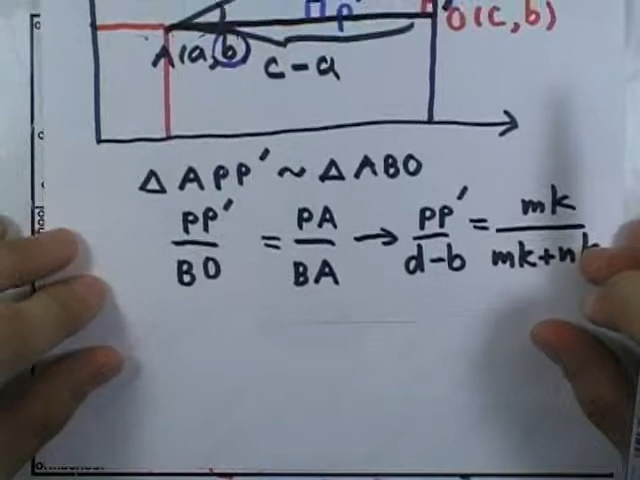 P'
O(c, b)
A(a, b)
c - a
Δ APP' ~ Δ ABO
PP'/BO = PA/BA → PP'/d-b = mk/mk+nk